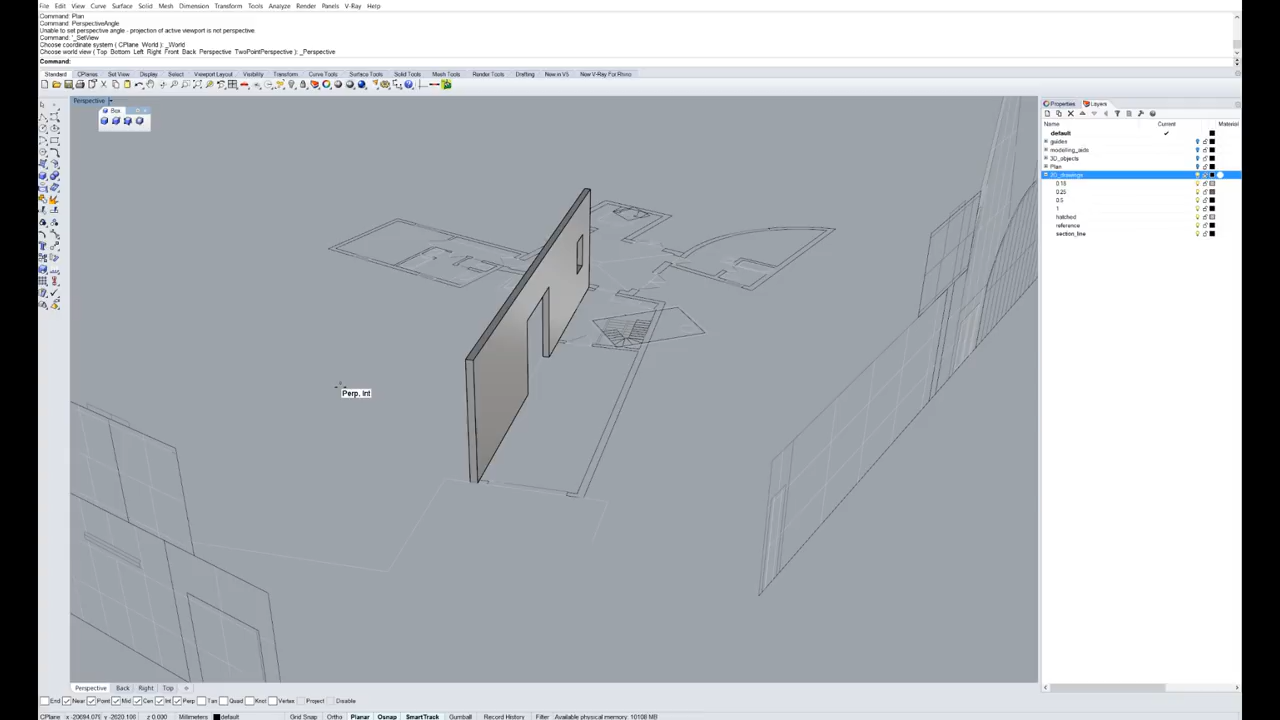 File Edit View Curve Surface Solid Mesh Dimension Transform Tools Analyze Render Panels V-Ray Help
Command: Plan
Command: PerspectiveAngle
Unable to set perspective angle - projection of active viewport is not perspective.
Command: '_SetView
Choose coordinate system ( CPlane World ): _World
Choose world view ( Top Bottom Left Right Front Back Perspective TwoPointPerspective ): _Perspective
Command:
Standard CPlanes Set View Display Select Viewport Layout Visibility Transform Curve Tools Surface Tools Solid Tools Mesh Tools Render Tools Drafting New in V5 New V-Ray For Rhino
Perspective
Box
Perp, Int
Properties Layers
Name Current Material
default
guides
modelling_aids
3D_objects
Plan
2D_drawings
0.18
0.25
0.5
1
hatched
reference
section_line
Perspective Back Right Top
End Near Point Mid Cen Int Perp Tan Quad Knot Vertex Project Disable
CPlane z 0.000 Millimeters default Grid Snap Ortho Planar Osnap SmartTrack Gumball Record History Filter Available physical memory: 10108 MB